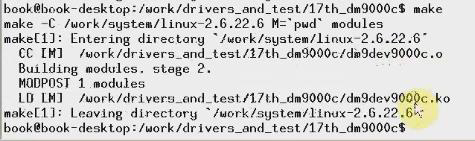 book@book-desktop:/work/drivers_and_test/17th_dm9000c$ make
make -C /work/system/linux-2.6.22.6 M=`pwd` modules
make[1]: Entering directory `/work/system/linux-2.6.22.6'
CC [M] /work/drivers_and_test/17th_dm9000c/dm9dev9000c.o
Building modules, stage 2.
MODPOST 1 modules
LD [M] /work/drivers_and_test/17th_dm9000c/dm9dev9000c.ko
make[1]: Leaving directory `/work/system/linux-2.6.22.6'
book@book-desktop:/work/drivers_and_test/17th_dm9000c$